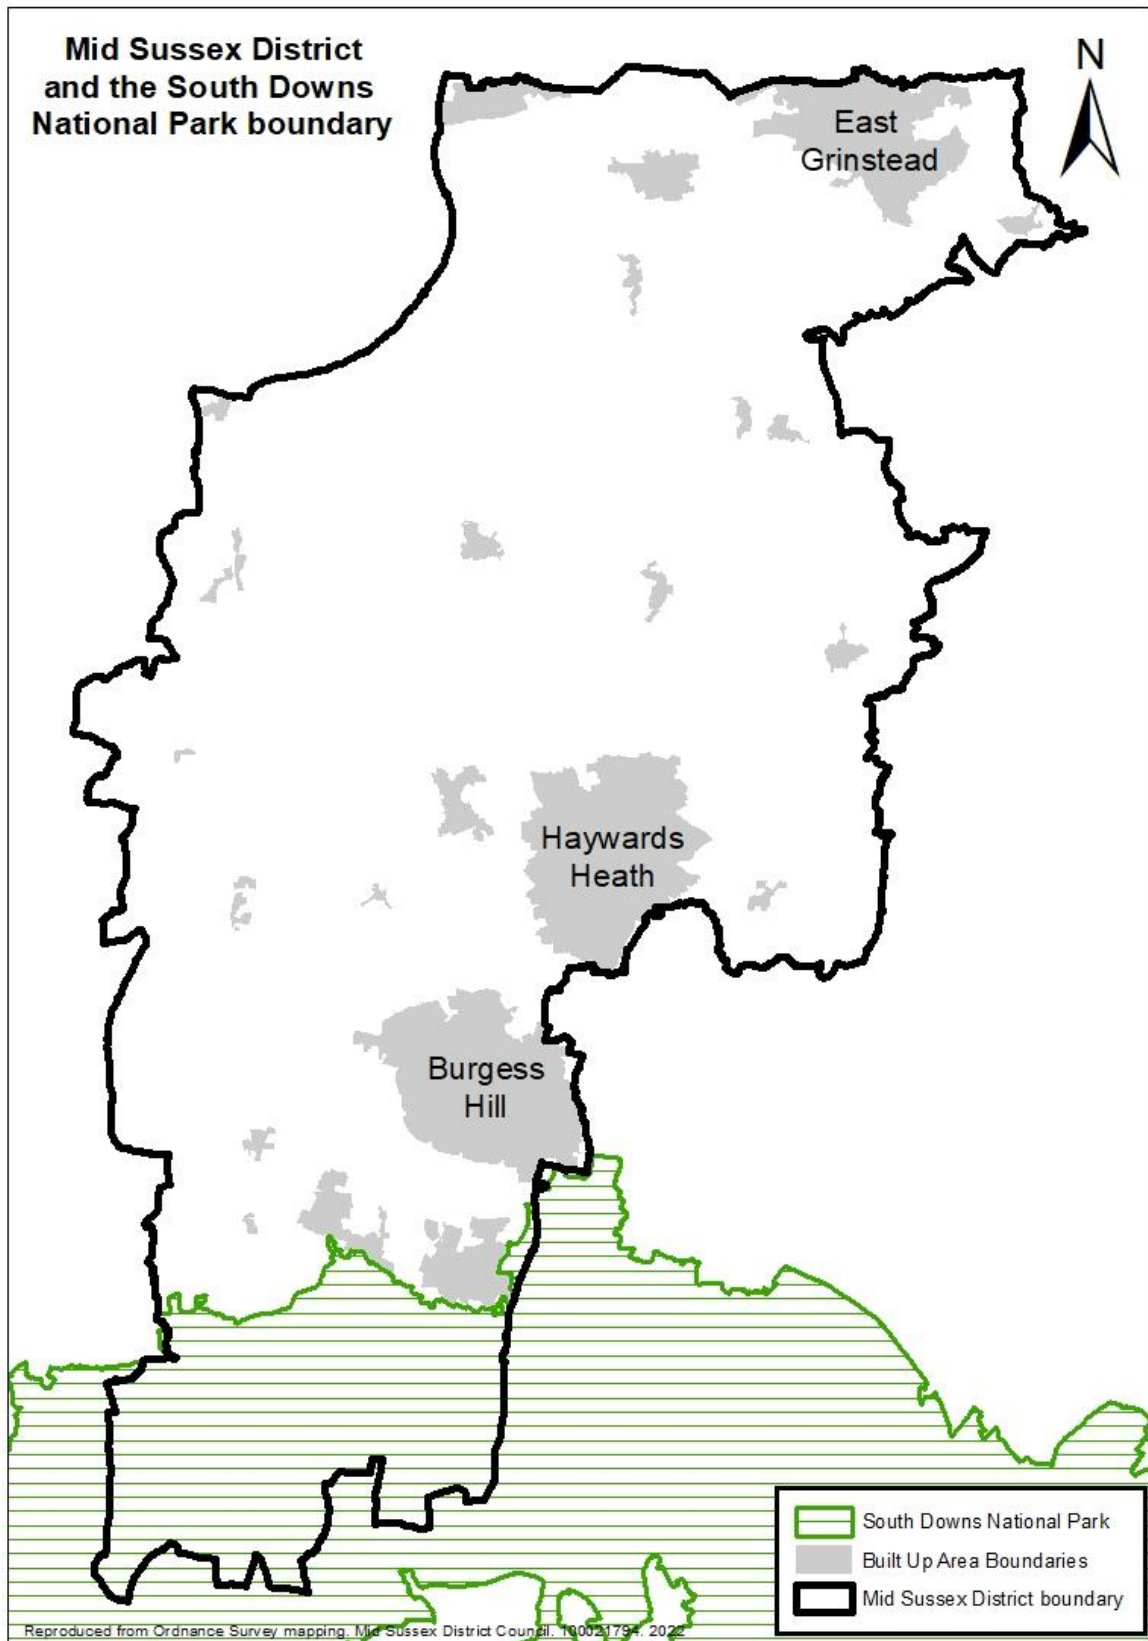 Mid Sussex District
and the South Downs
National Park boundary
N
East
Grinstead
Haywards
Heath
Burgess
Hill
South Downs National Park
Built Up Area Boundaries
Mid Sussex District boundary
Reproduced from Ordnance Survey mapping. Mid Sussex District Council. 100021794. 2022